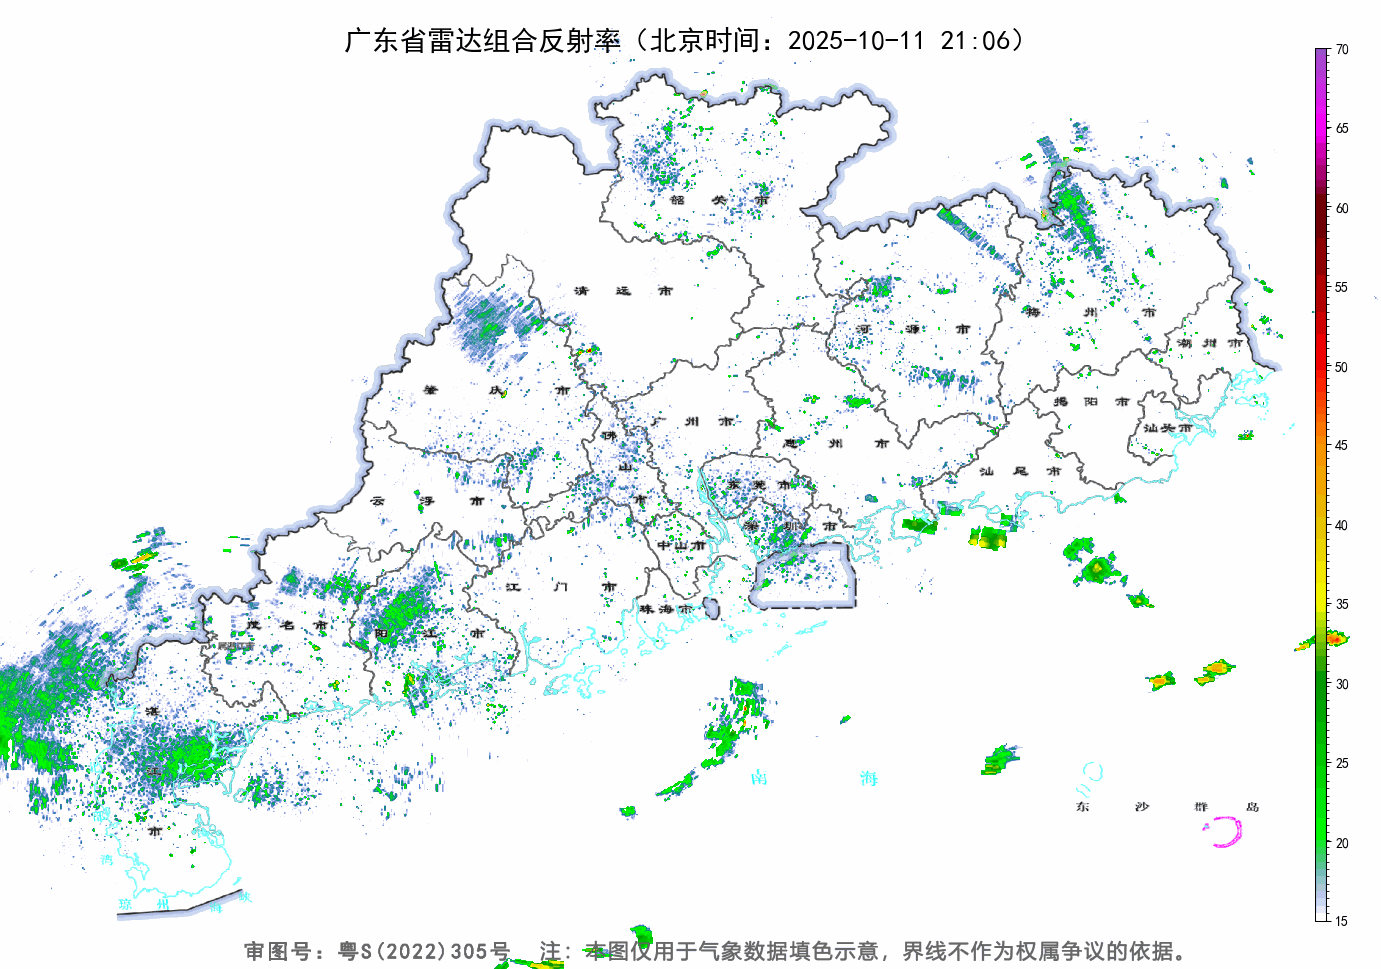 广东省雷达组合反射率（北京时间：2025-10-11 21:06）
70
65
60
55
50
45
40
35
30
25
20
15
韶关市
清远市
河源市
梅州市
潮州市
肇庆市
广州市
佛山市
惠州市
揭阳市
汕头市
汕尾市
东莞市
云浮市
深圳市
中山市
江门市
珠海市
茂名市
阳江市
湛江市
南海
东沙群岛
湾
琼州海峡
审图号：粤S(2022)305号 注：本图仅用于气象数据填色示意，界线不作为权属争议的依据。